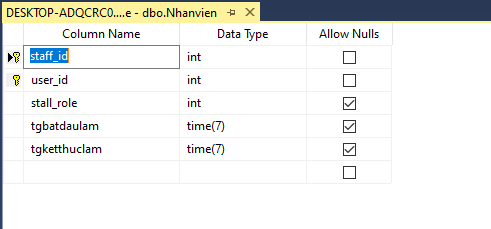 DESKTOP-ADQCRC0....e - dbo.Nhanvien
Column Name Data Type Allow Nulls
staff_id int
user_id int
stall_role int
tgbatdaulam time(7)
tgketthuclam time(7)